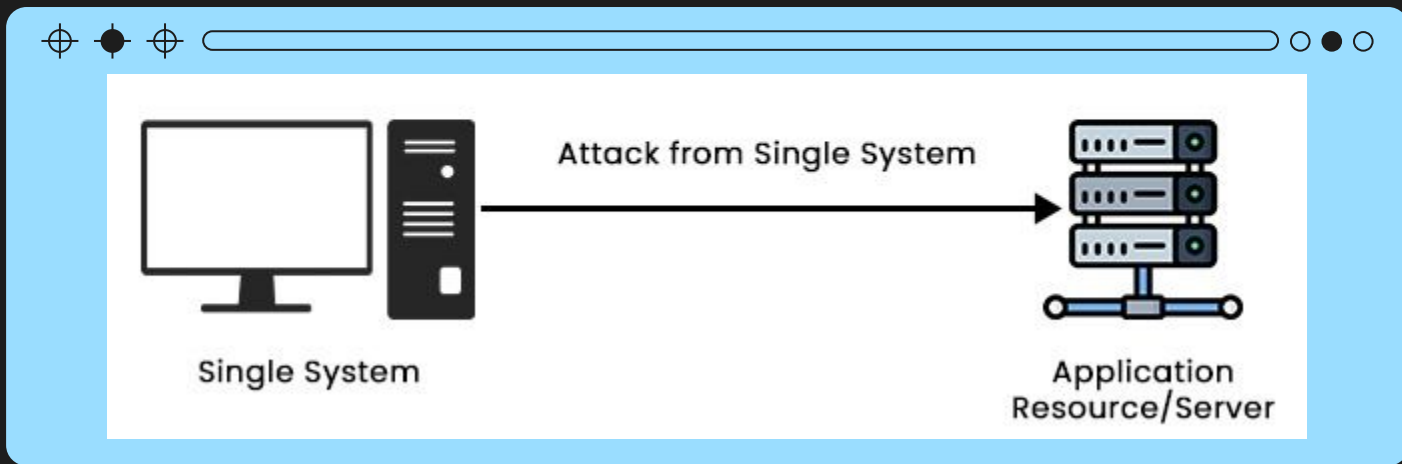 Attack from Single System
Single System
Application
Resource/Server